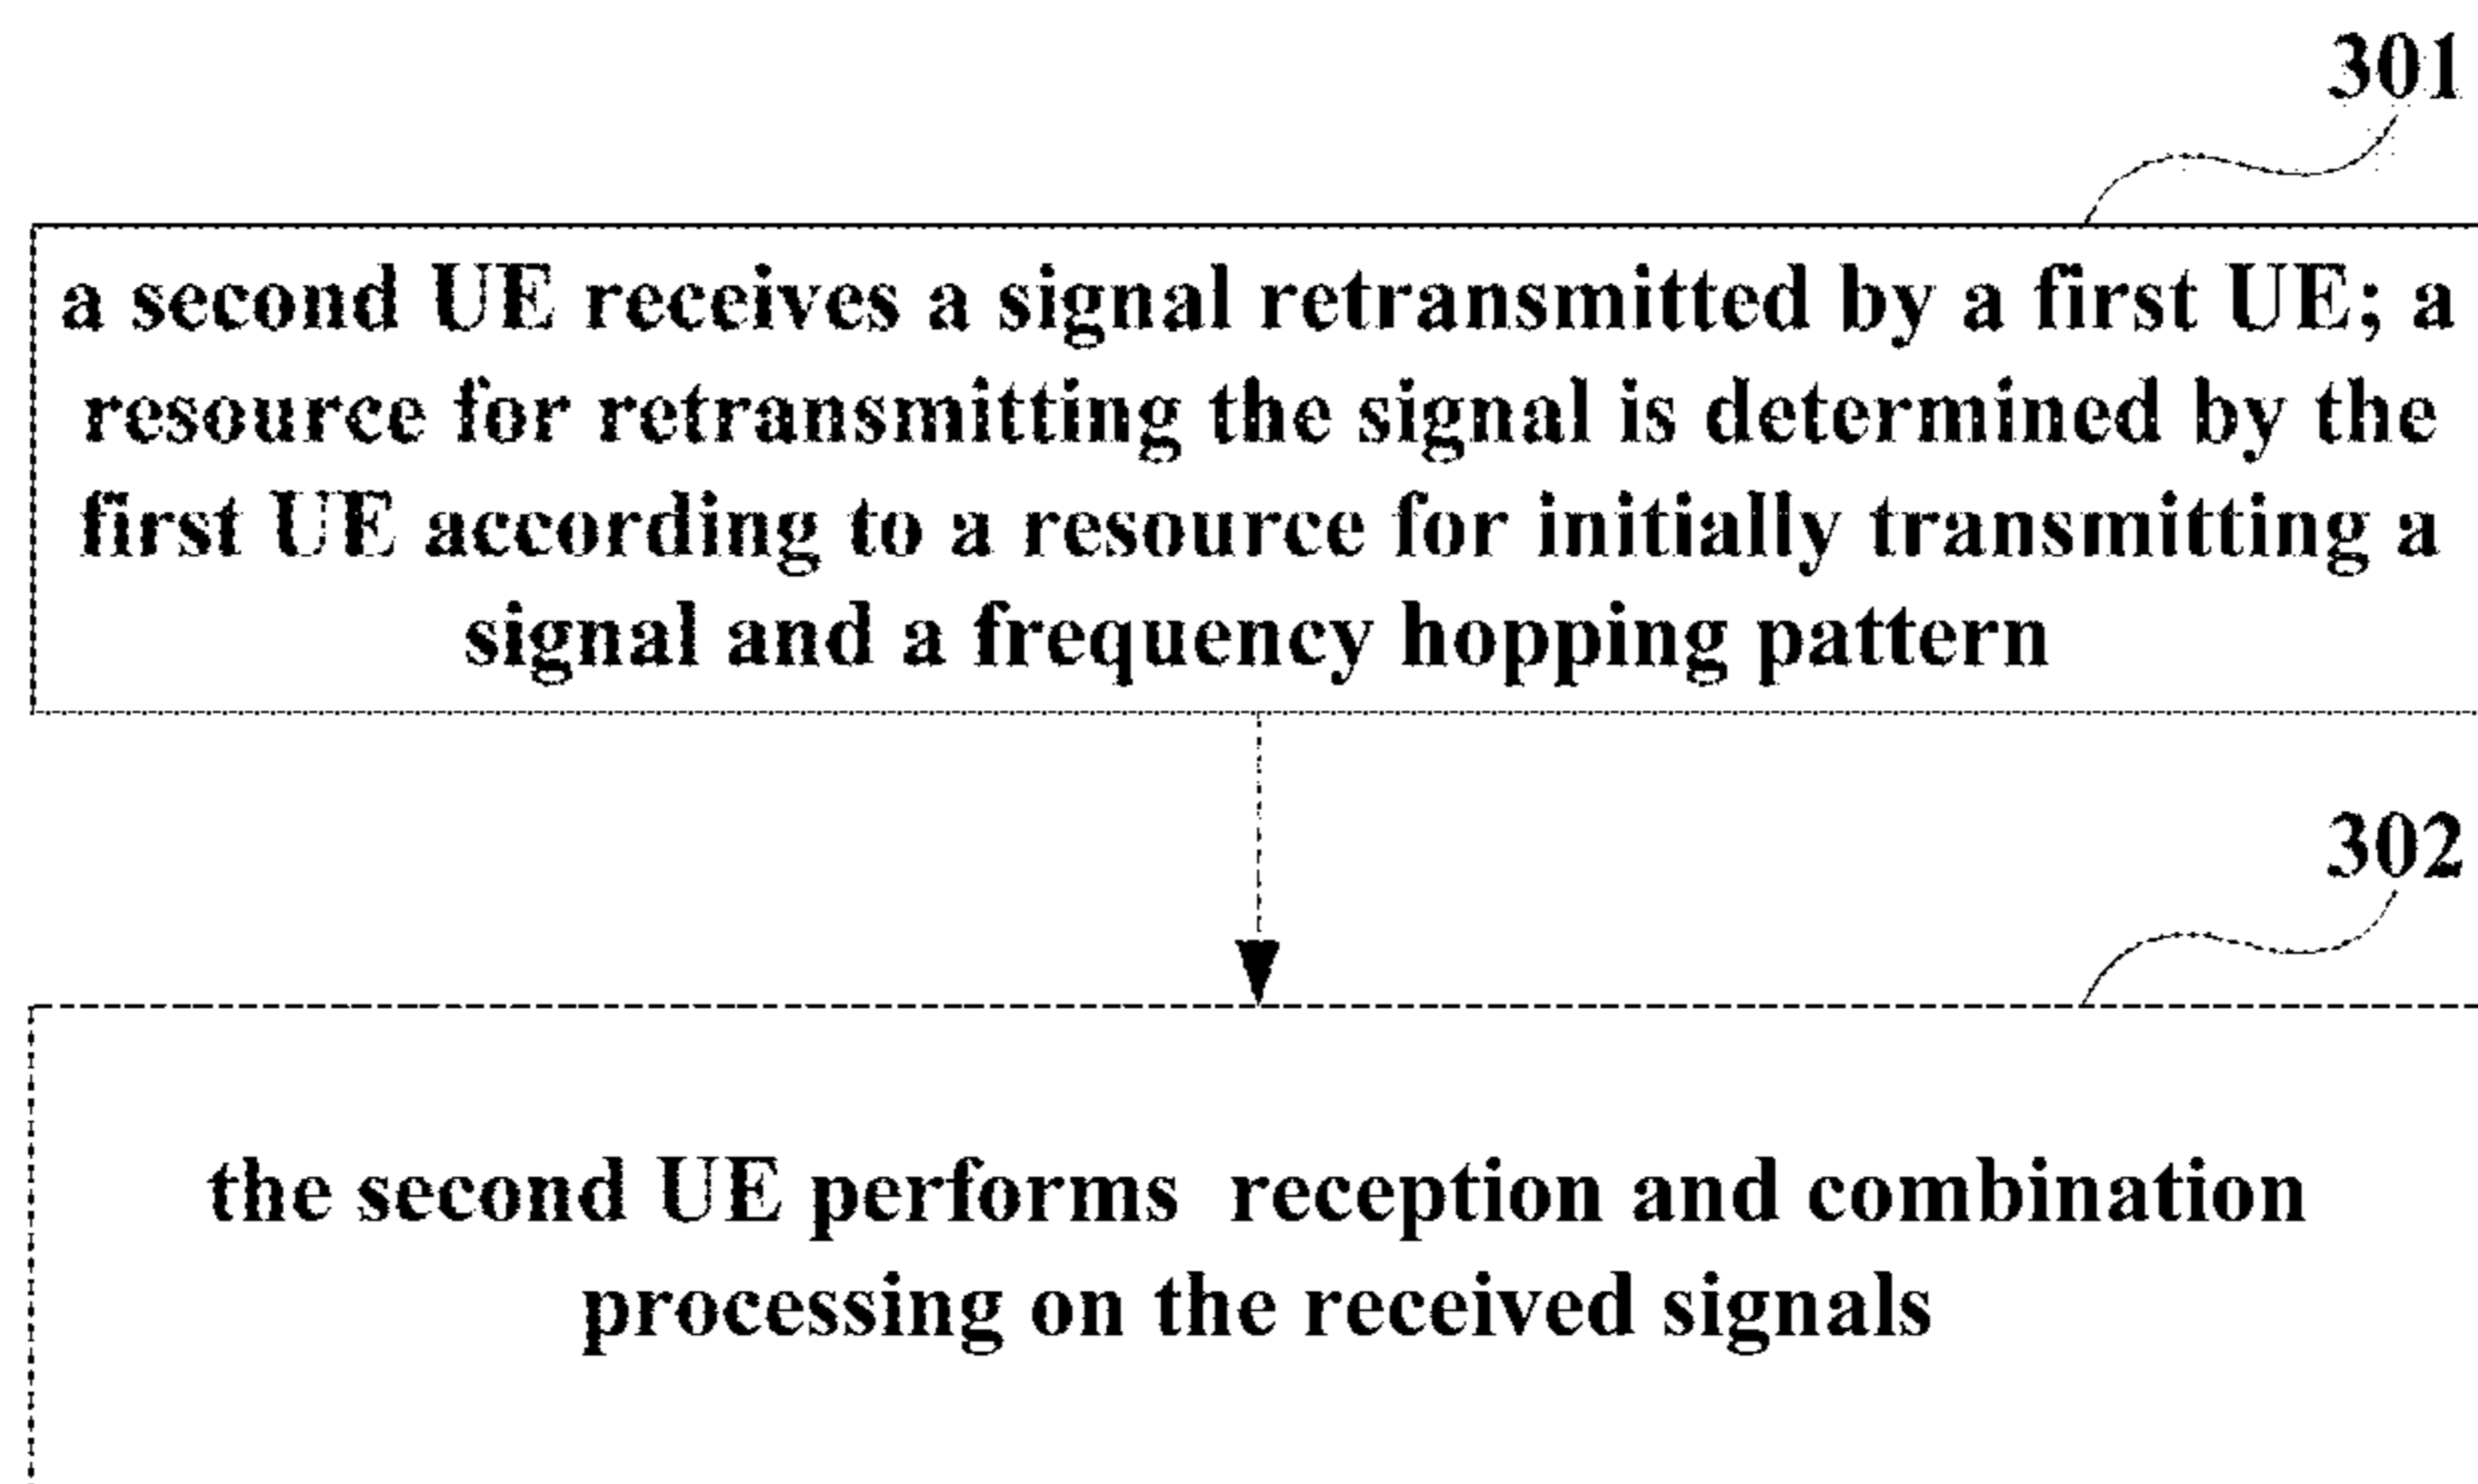 301
a second UE receives a signal retransmitted by a first UE; a
resource for retransmitting the signal is determined by the
first UE according to a resource for initially transmitting a
signal and a frequency hopping pattern
302
the second UE performs reception and combination
processing on the received signals